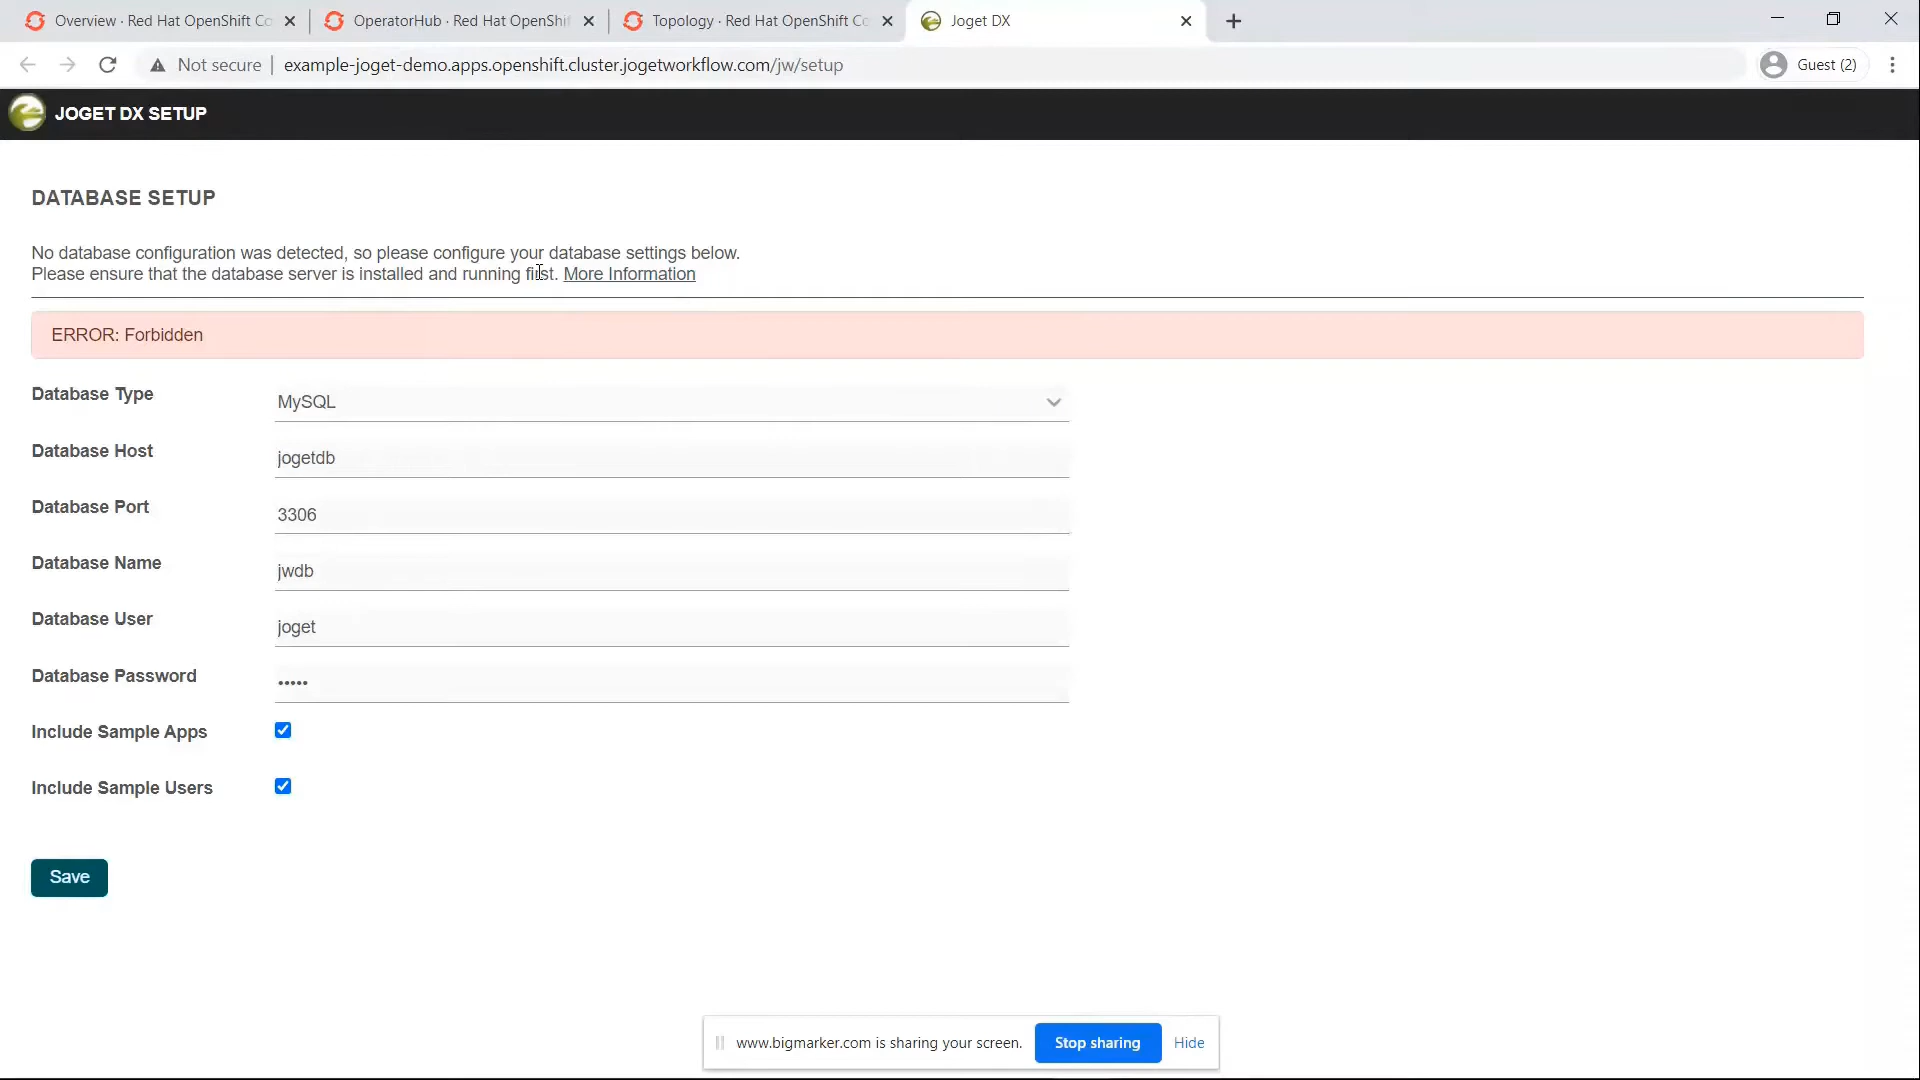 Overview · Red Hat OpenShift Co
OperatorHub · Red Hat OpenShif
Topology · Red Hat OpenShift Co
Joget DX
Not secure
example-joget-demo.apps.openshift.cluster.jogetworkflow.com/jw/setup
Guest (2)
JOGET DX SETUP
DATABASE SETUP
No database configuration was detected, so please configure your database settings below.
Please ensure that the database server is installed and running first. More Information
ERROR: Forbidden
Database Type
MySQL
Database Host
jogetdb
Database Port
3306
Database Name
jwdb
Database User
joget
Database Password
•••••
Include Sample Apps
Include Sample Users
Save
www.bigmarker.com is sharing your screen.
Stop sharing
Hide